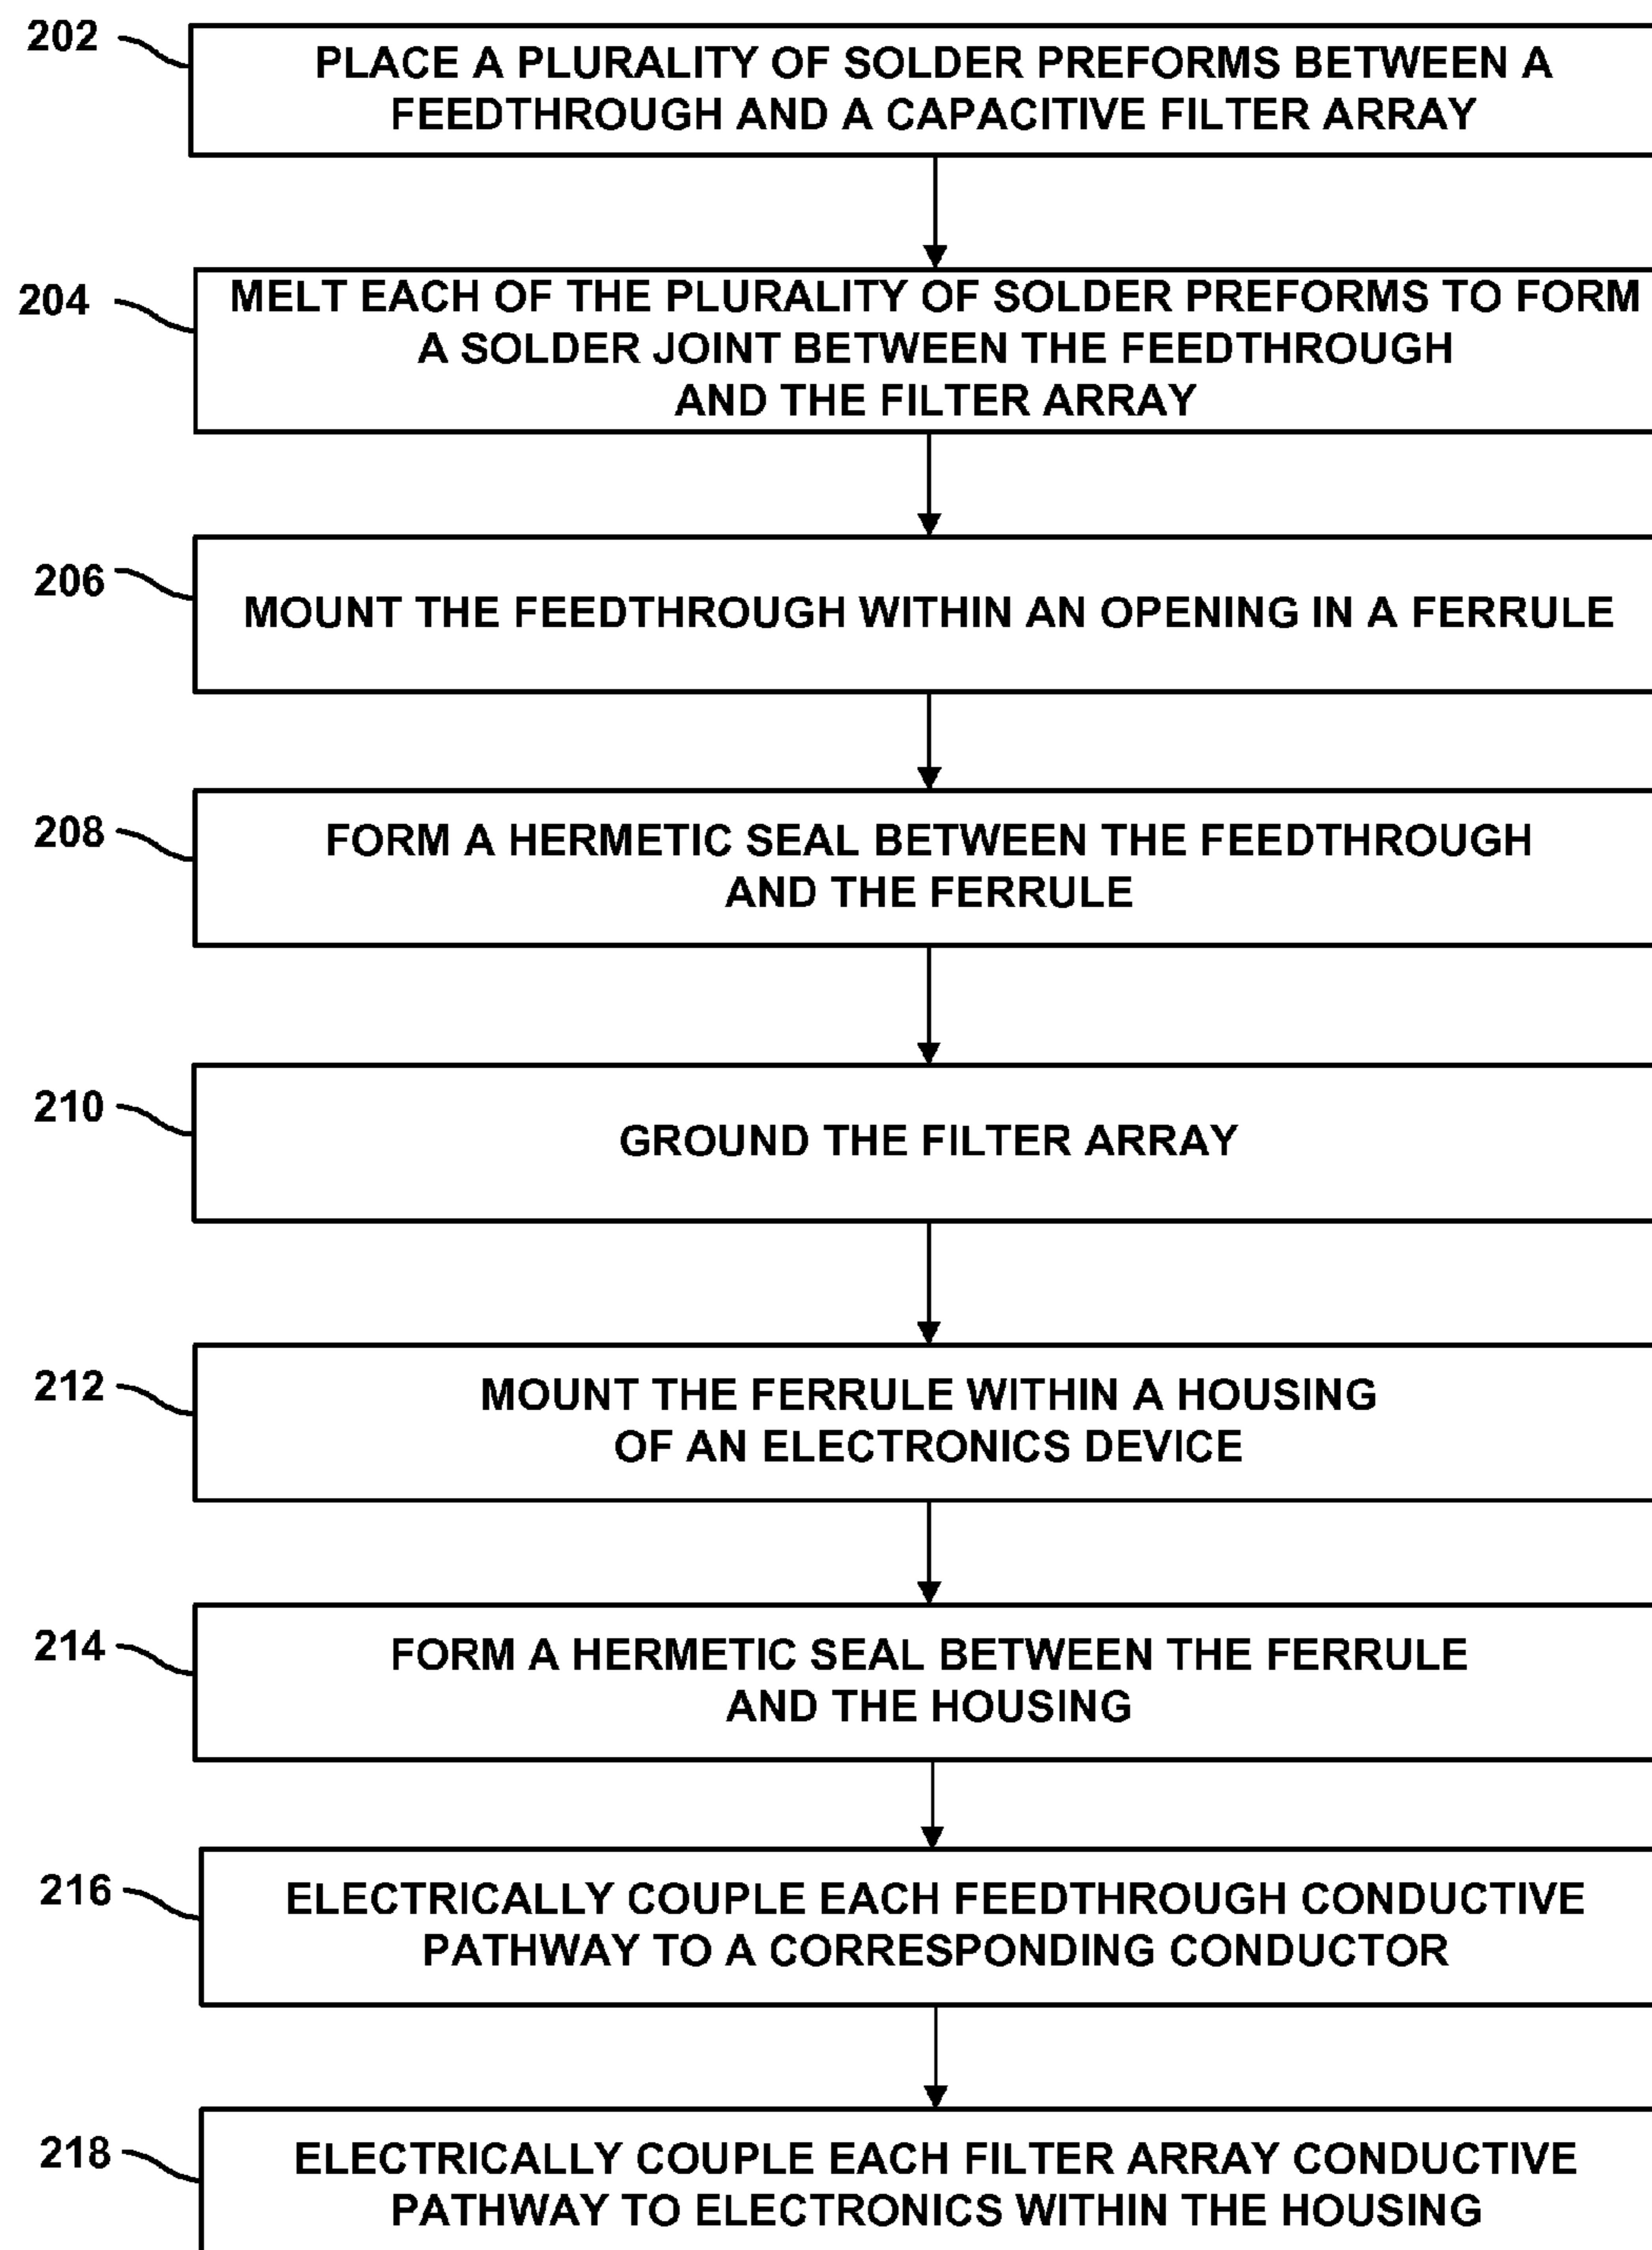 202
PLACE A PLURALITY OF SOLDER PREFORMS BETWEEN A
FEEDTHROUGH AND A CAPACITIVE FILTER ARRAY
204
MELT EACH OF THE PLURALITY OF SOLDER PREFORMS TO FORM
A SOLDER JOINT BETWEEN THE FEEDTHROUGH
AND THE FILTER ARRAY
206
MOUNT THE FEEDTHROUGH WITHIN AN OPENING IN A FERRULE
208
FORM A HERMETIC SEAL BETWEEN THE FEEDTHROUGH
AND THE FERRULE
210
GROUND THE FILTER ARRAY
212
MOUNT THE FERRULE WITHIN A HOUSING
OF AN ELECTRONICS DEVICE
214
FORM A HERMETIC SEAL BETWEEN THE FERRULE
AND THE HOUSING
216
ELECTRICALLY COUPLE EACH FEEDTHROUGH CONDUCTIVE
PATHWAY TO A CORRESPONDING CONDUCTOR
218
ELECTRICALLY COUPLE EACH FILTER ARRAY CONDUCTIVE
PATHWAY TO ELECTRONICS WITHIN THE HOUSING